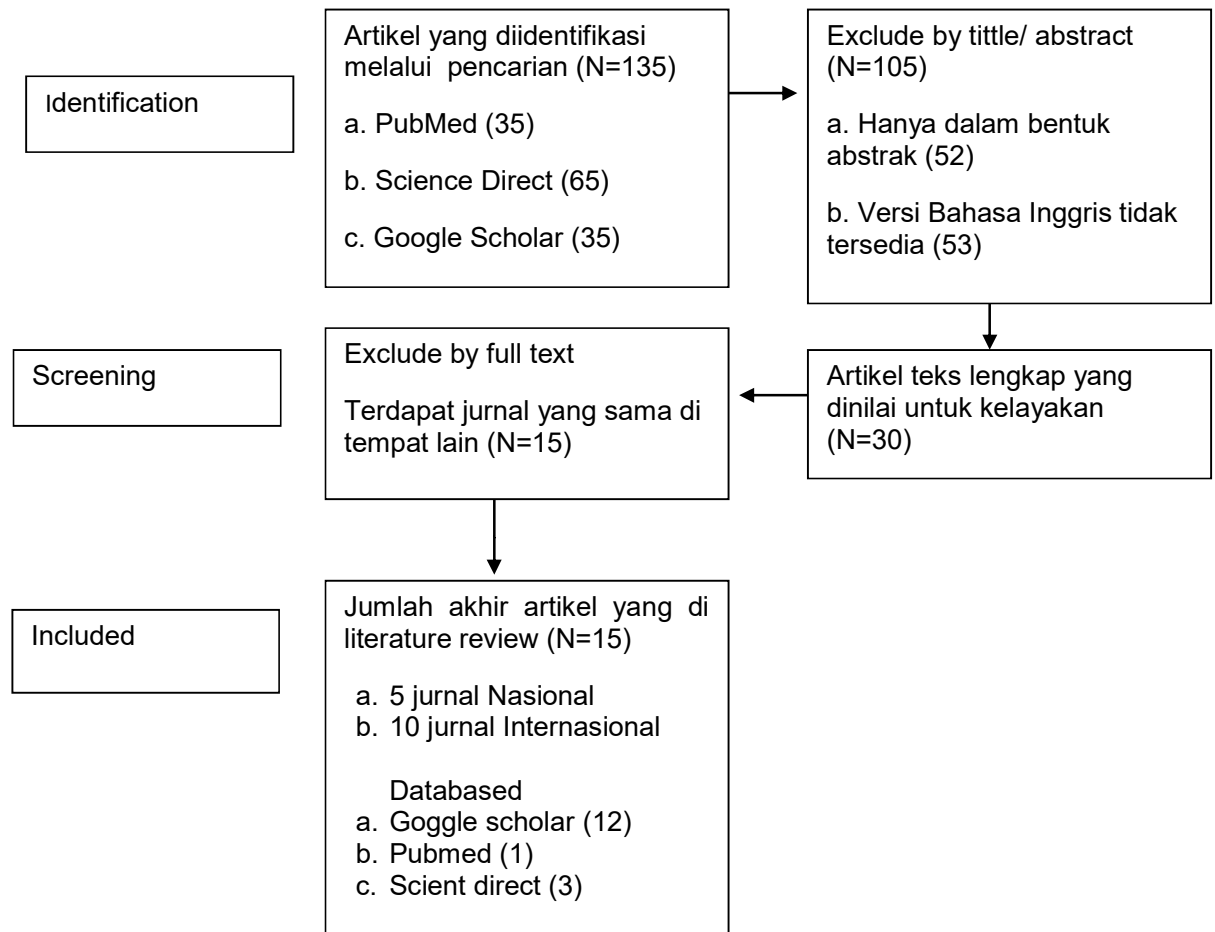 Identification
Artikel yang diidentifikasi
melalui pencarian (N=135)
a. PubMed (35)
b. Science Direct (65)
c. Google Scholar (35)
Exclude by tittle/ abstract
(N=105)
a. Hanya dalam bentuk
abstrak (52)
b. Versi Bahasa Inggris tidak
tersedia (53)
Screening
Exclude by full text
Terdapat jurnal yang sama di
tempat lain (N=15)
Artikel teks lengkap yang
dinilai untuk kelayakan
(N=30)
Included
Jumlah akhir artikel yang di
literature review (N=15)
a. 5 jurnal Nasional
b. 10 jurnal Internasional
Databased
a. Goggle scholar (12)
b. Pubmed (1)
c. Scient direct (3)